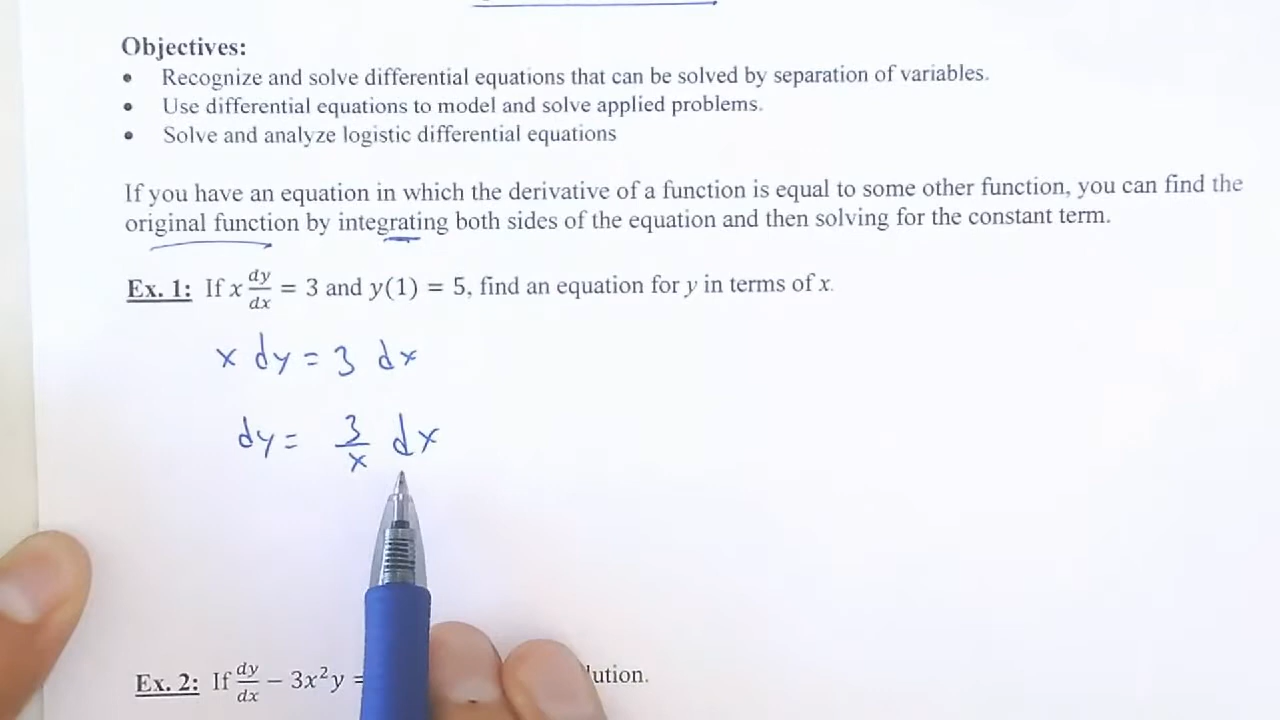 Objectives:
• Recognize and solve differential equations that can be solved by separation of variables.
• Use differential equations to model and solve applied problems.
• Solve and analyze logistic differential equations
If you have an equation in which the derivative of a function is equal to some other function, you can find the
original function by integrating both sides of the equation and then solving for the constant term.
Ex. 1: If x dy/dx = 3 and y(1) = 5, find an equation for y in terms of x.
x dy = 3 dx
dy = 3/x dx
Ex. 2: If dy/dx − 3x²y =